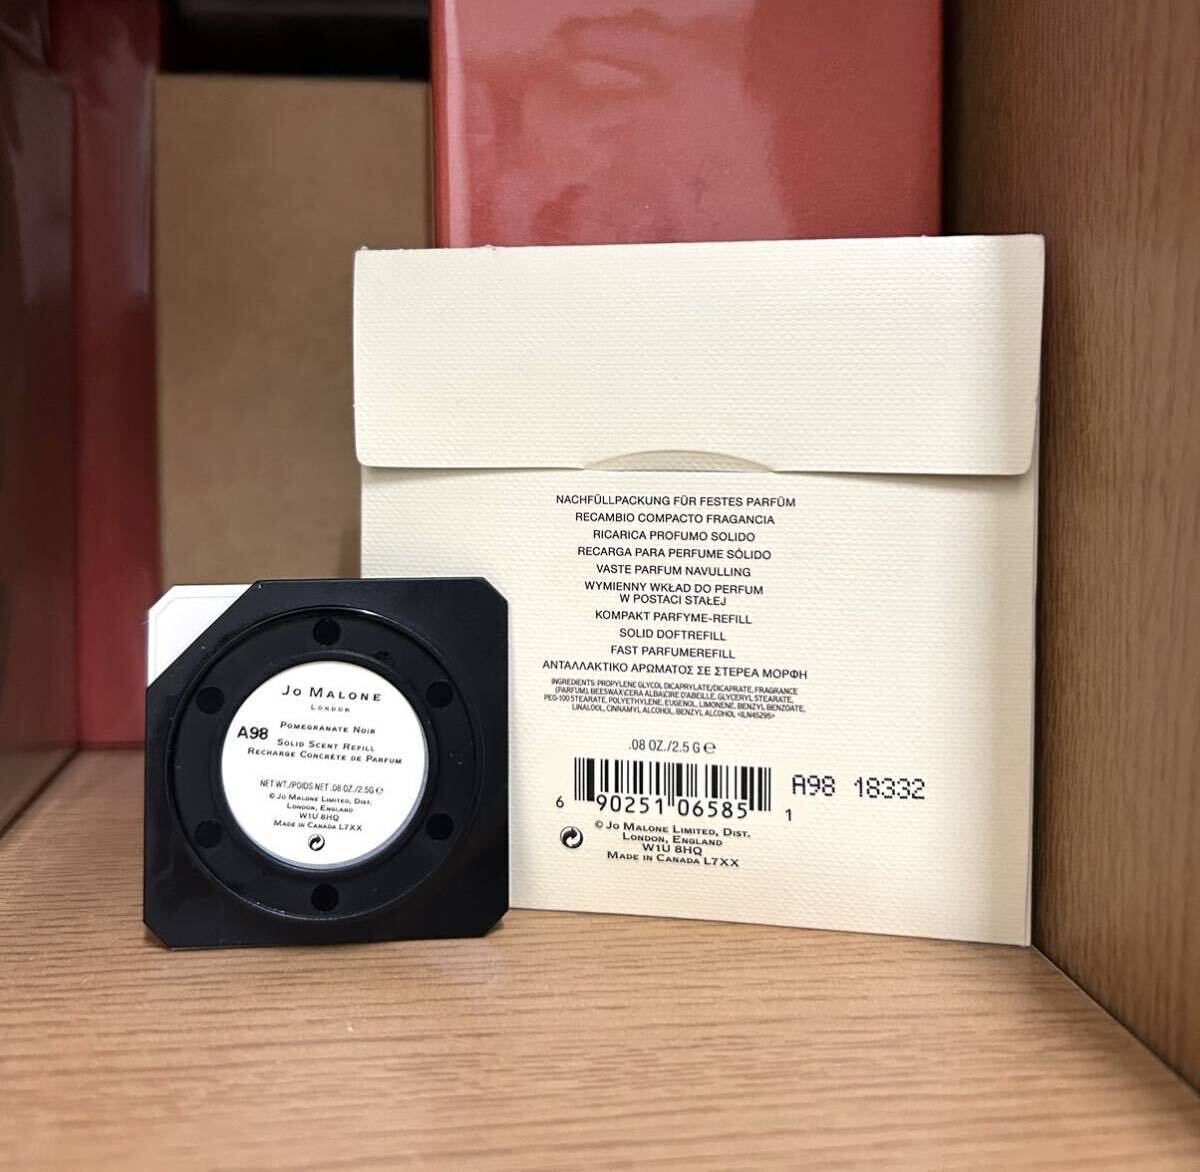 NACHFÜLLPACKUNG FÜR FESTES PARFÜM
RECAMBIO COMPACTO FRAGANCIA
RICARICA PROFUMO SOLIDO
RECARGA PARA PERFUME SÓLIDO
VASTE PARFUM NAVULLING
WYMIENNY WKŁAD DO PERFUM
W POSTACI STAŁEJ
KOMPAKT PARFYME-REFILL
SOLID DOFTREFILL
FAST PARFUMEREFILL
ΑΝΤΑΛΛΑΚΤΙΚΟ ΑΡΩΜΑΤΟΣ ΣΕ ΣΤΕΡΕΑ ΜΟΡΦΗ
INGREDIENTS: PROPYLENE GLYCOL DICAPRYLATE/DICAPRATE, FRAGRANCE
(PARFUM), BEESWAX\CERA ALBA\CIRE D'ABEILLE, GLYCERYL STEARATE,
PEG-100 STEARATE, POLYETHYLENE, EUGENOL, LIMONENE, BENZYL BENZOATE,
LINALOOL, CINNAMYL ALCOHOL, BENZYL ALCOHOL <ILN45295>
.08 OZ./2.5 G ℮
6 90251 06585 1
A98 18332
© JO MALONE LIMITED, DIST.
LONDON, ENGLAND
W1U 8HQ
MADE IN CANADA L7XX
JO MALONE
LONDON
POMEGRANATE NOIR
A98
SOLID SCENT REFILL
RECHARGE CONCRÈTE DE PARFUM
NET WT./POIDS NET .08 OZ./2.5G ℮
© JO MALONE LIMITED, DIST.
LONDON, ENGLAND
W1U 8HQ
MADE IN CANADA L7XX